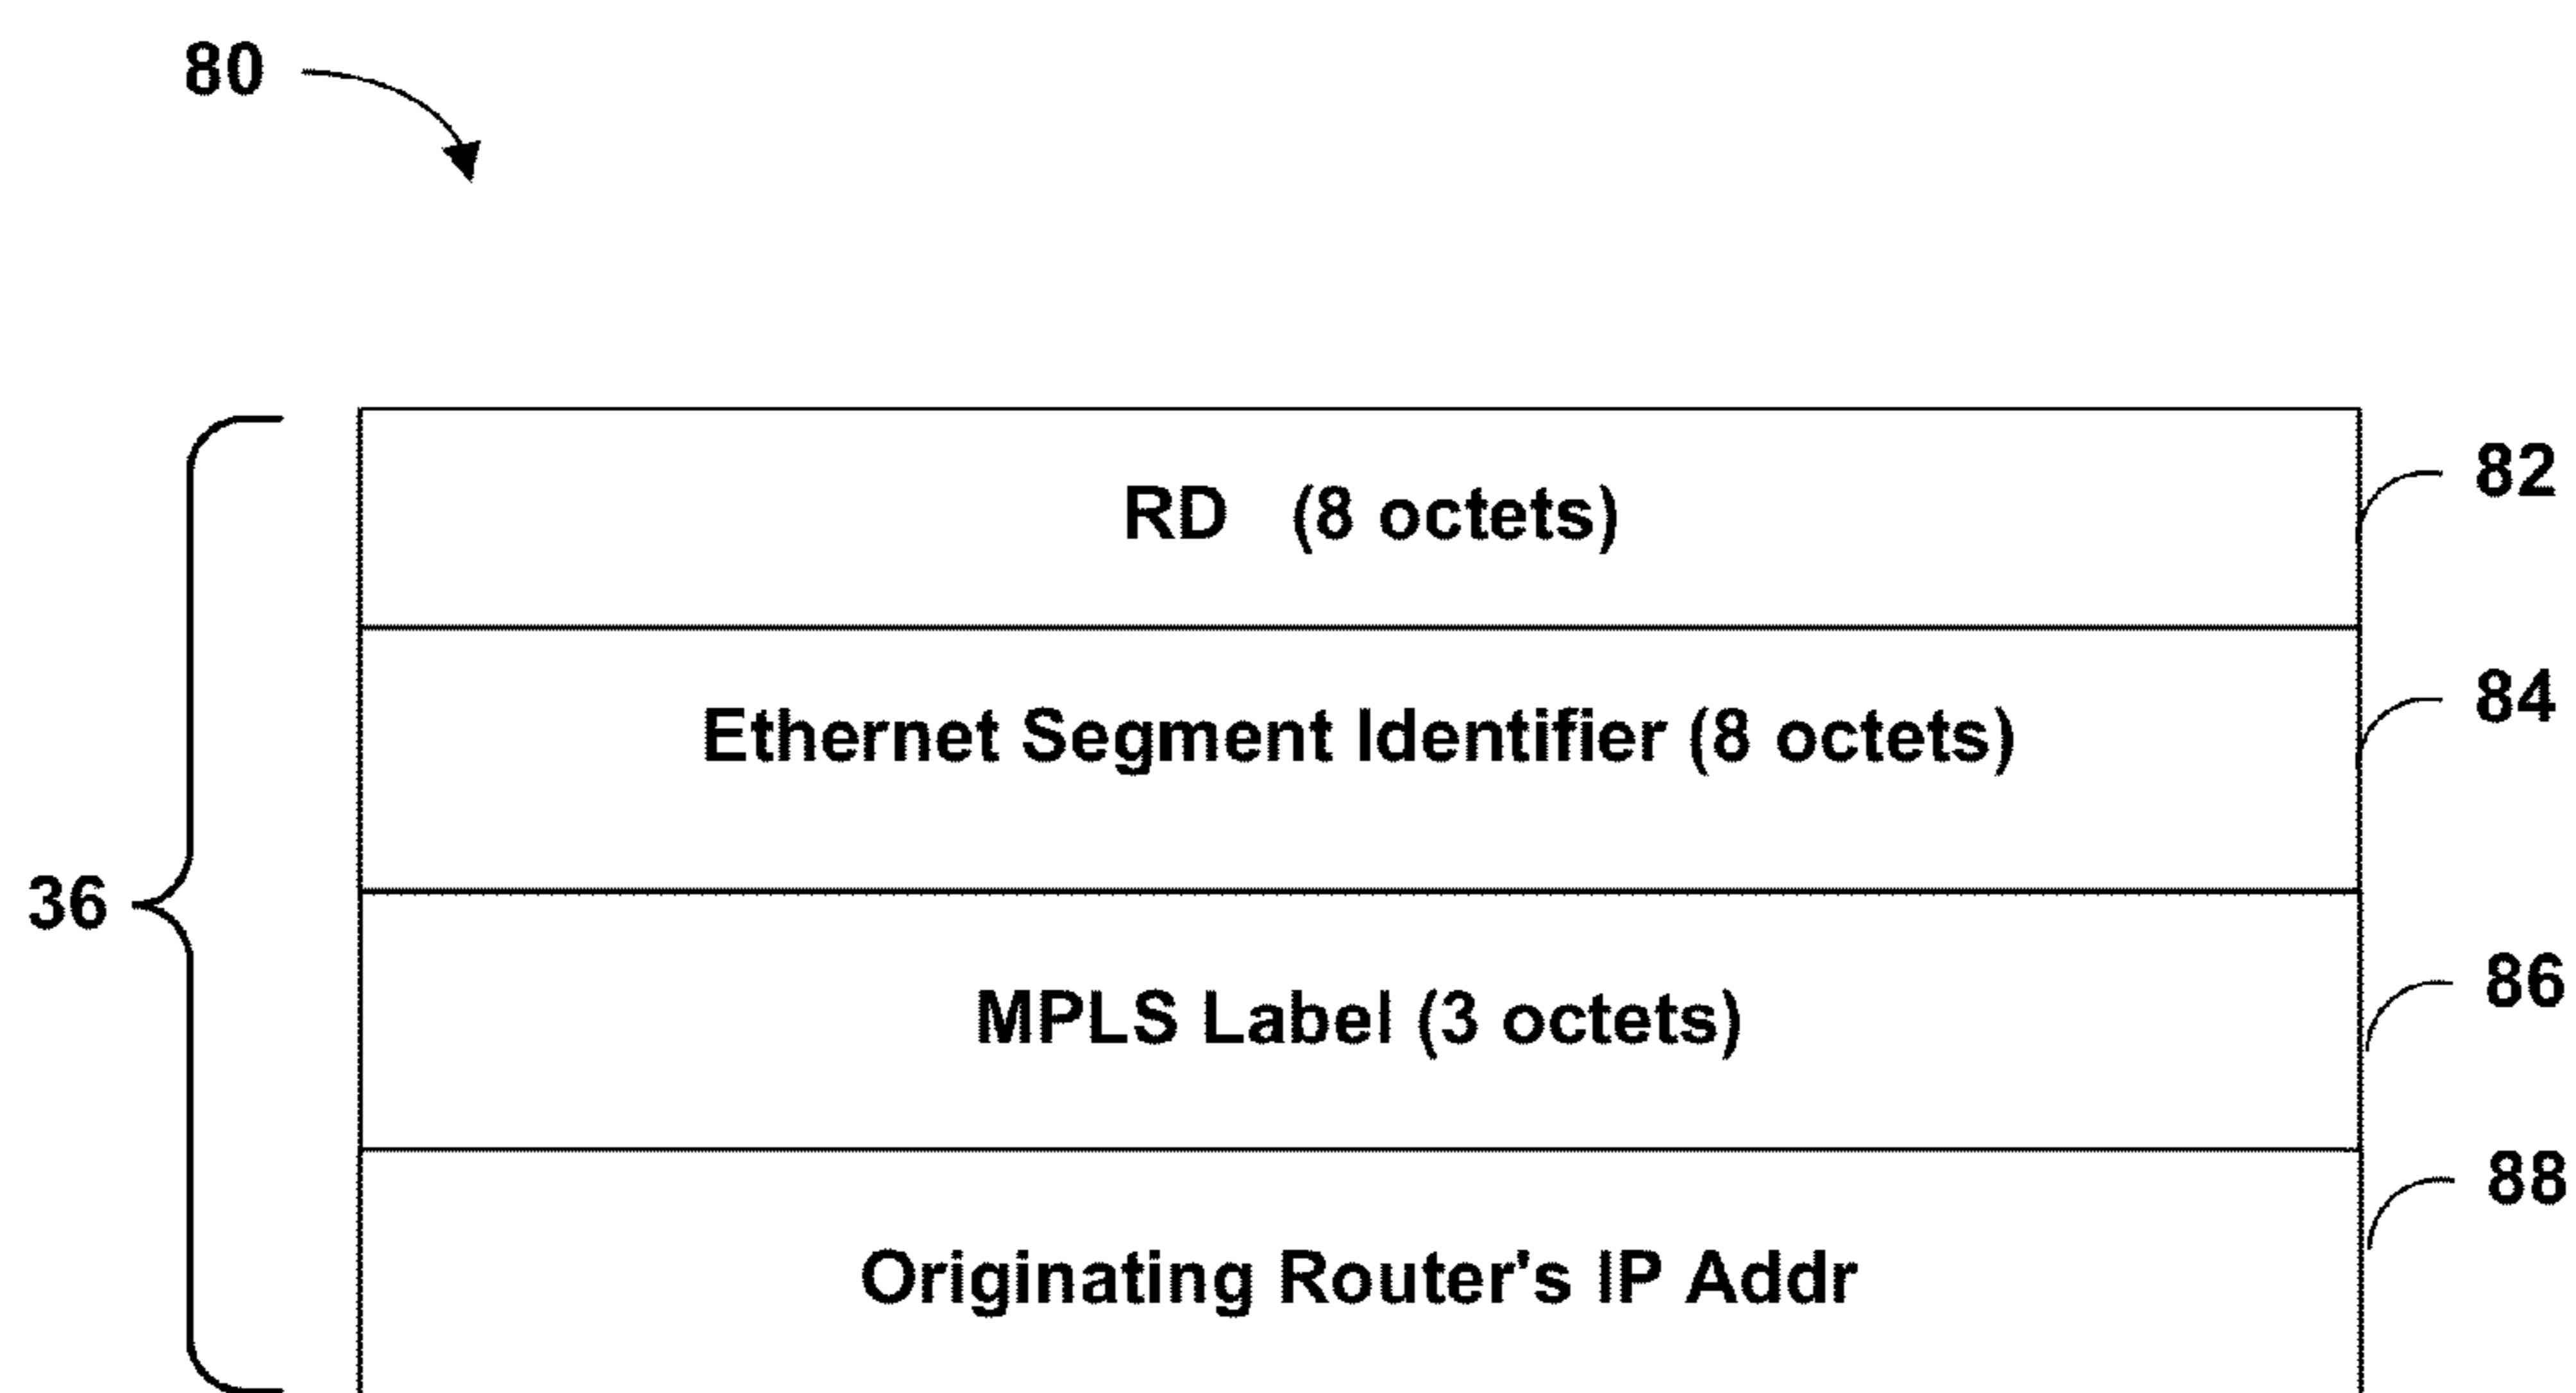 80
RD (8 octets)
82
Ethernet Segment Identifier (8 octets)
84
36
MPLS Label (3 octets)
86
Originating Router's IP Addr
88